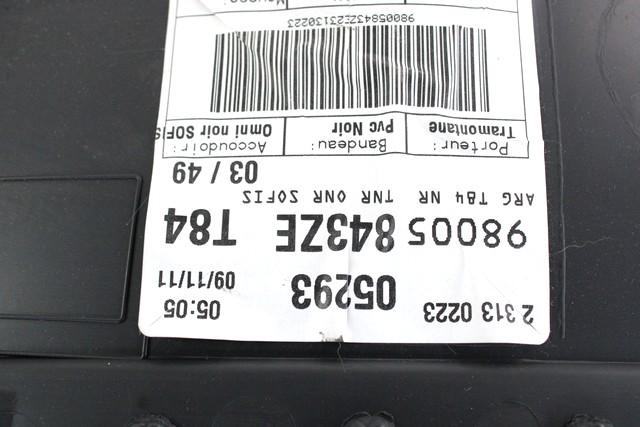 2 313 0223 05293 05:05
09/11/11
98005 843ZE T84
ARG T84 NR TNR ONR SOFIS
03 / 49
Porteur: Bandeau: Accoudoir:
Tramontane Pvc Noir Omni noir SOFIS
98005843ZE23130223